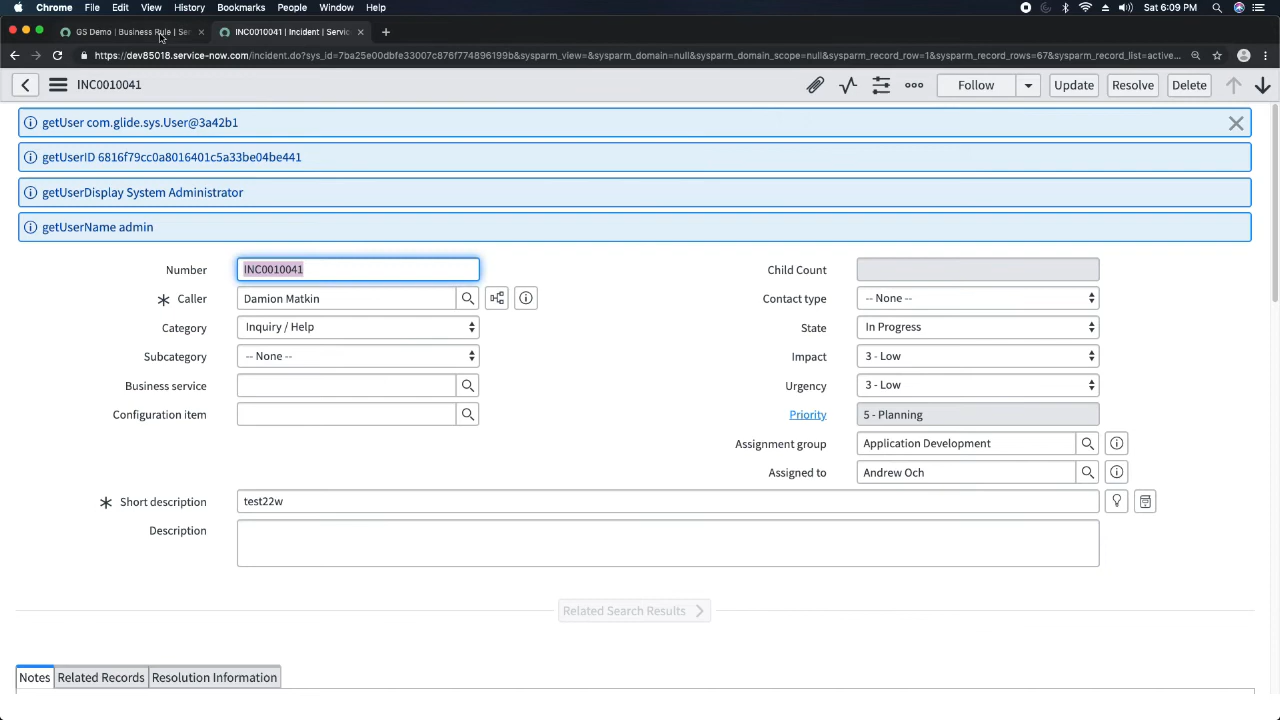 Chrome File Edit View History Bookmarks People Window Help Sat 6:09 PM
GS Demo | Business Rule | Ser INC0010041 | Incident | Servic
https://dev85018.service-now.com/incident.do?sys_id=7ba25e00dbfe33007c876f774896199b&sysparm_view=&sysparm_domain=null&sysparm_domain_scope=null&sysparm_record_row=1&sysparm_record_rows=67&sysparm_record_list=active...
INC0010041 Follow Update Resolve Delete
getUser com.glide.sys.User@3a42b1
getUserID 6816f79cc0a8016401c5a33be04be441
getUserDisplay System Administrator
getUserName admin
Number INC0010041 Child Count
Caller Damion Matkin Contact type -- None --
Category Inquiry / Help State In Progress
Subcategory -- None -- Impact 3 - Low
Business service Urgency 3 - Low
Configuration item Priority 5 - Planning
Assignment group Application Development
Assigned to Andrew Och
Short description test22w
Description
Related Search Results
Notes Related Records Resolution Information